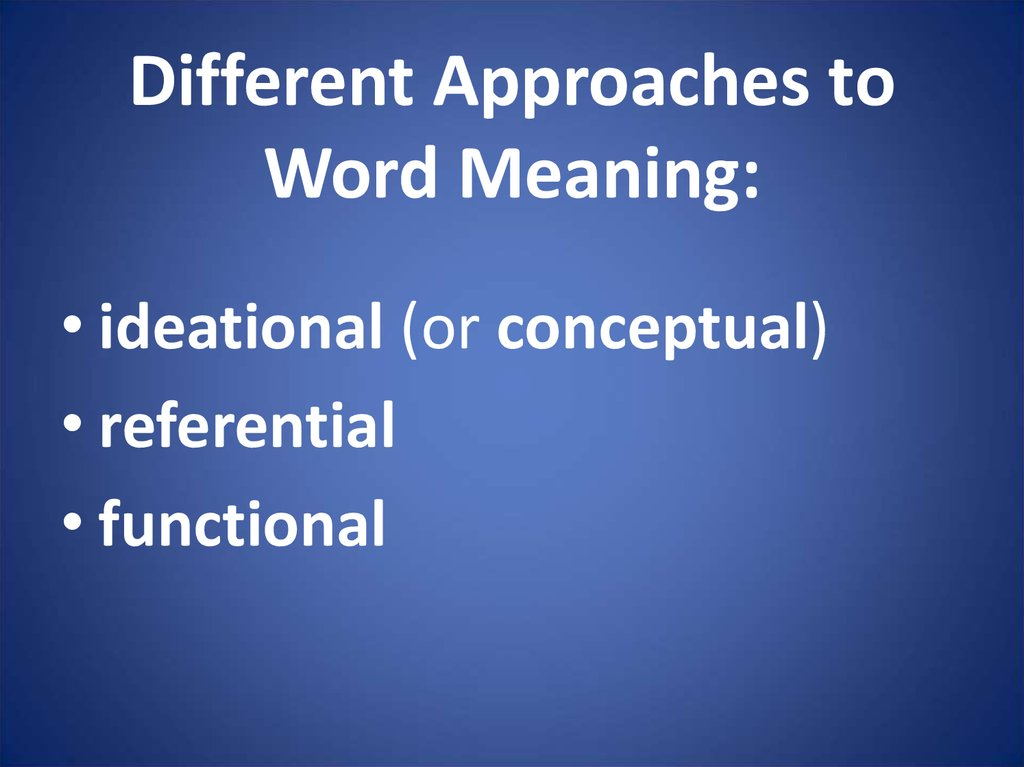 Different Approaches to
Word Meaning:
• ideational (or conceptual)
• referential
• functional